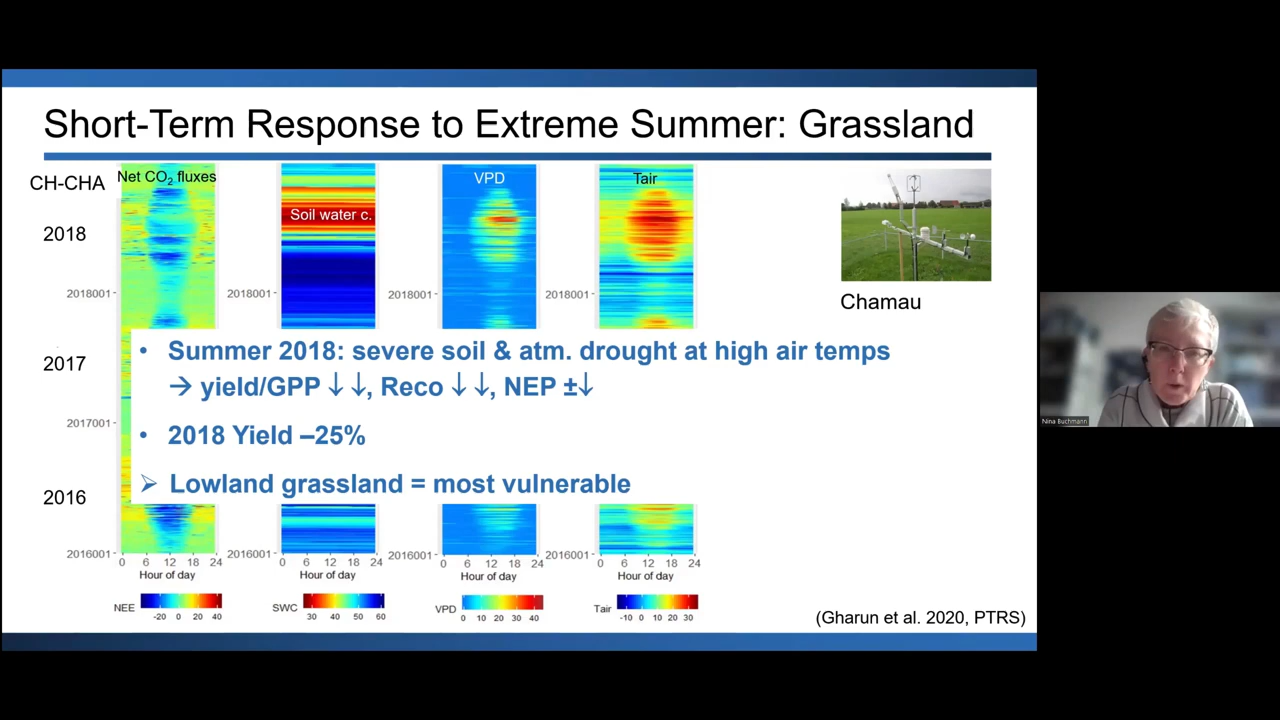 Short-Term Response to Extreme Summer: Grassland
CH-CHA
Net CO₂ fluxes
Soil water c.
VPD
Tair
2018
2018001
2018001
2018001
2018001
Chamau
2017
• Summer 2018: severe soil & atm. drought at high air temps
→ yield/GPP ↓ ↓, Reco ↓ ↓, NEP ±↓
2017001
• 2018 Yield –25%
2016
➢ Lowland grassland = most vulnerable
2016001
2016001
2016001
2016001
0 6 12 18 24
0 6 12 18 24
0 6 12 18 24
0 6 12 18 24
Hour of day
Hour of day
Hour of day
Hour of day
NEE
-20 0 20 40
SWC
30 40 50 60
VPD
0 10 20 30 40
Tair
-10 0 10 20 30
(Gharun et al. 2020, PTRS)
Nina Buchmann